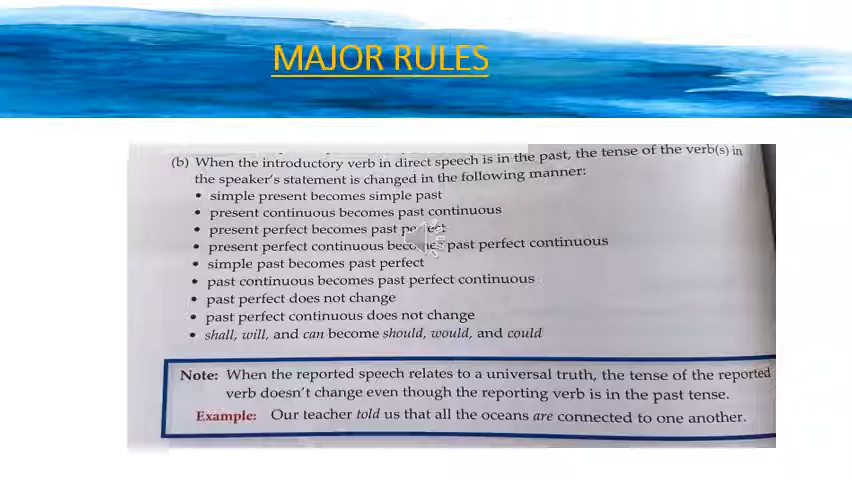 MAJOR RULES
(b) When the introductory verb in direct speech is in the past, the tense of the verb(s) in
the speaker's statement is changed in the following manner:
• simple present becomes simple past
• present continuous becomes past continuous
• present perfect becomes past perfect
• present perfect continuous becomes past perfect continuous
• simple past becomes past perfect
• past continuous becomes past perfect continuous
• past perfect does not change
• past perfect continuous does not change
• shall, will, and can become should, would, and could
Note: When the reported speech relates to a universal truth, the tense of the reported
verb doesn't change even though the reporting verb is in the past tense.
Example: Our teacher told us that all the oceans are connected to one another.